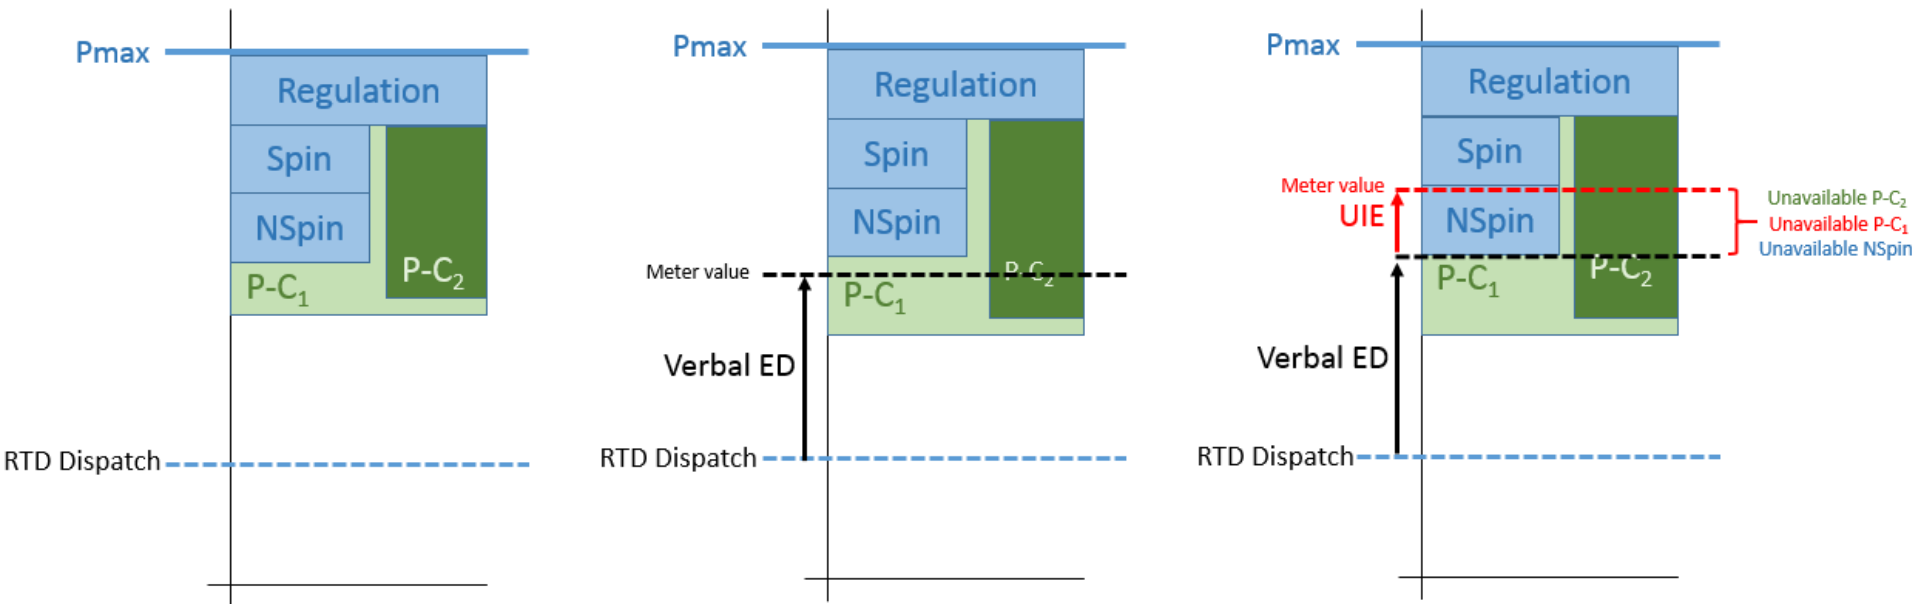 Pmax
Regulation
Spin
NSpin
P-C₂
P-C₁
RTD Dispatch
Pmax
Regulation
Spin
NSpin
Meter value
P-C₂
P-C₁
Verbal ED
RTD Dispatch
Pmax
Regulation
Spin
Meter value
UIE
NSpin
Unavailable P-C₂
Unavailable P-C₁
Unavailable NSpin
P-C₂
P-C₁
Verbal ED
RTD Dispatch